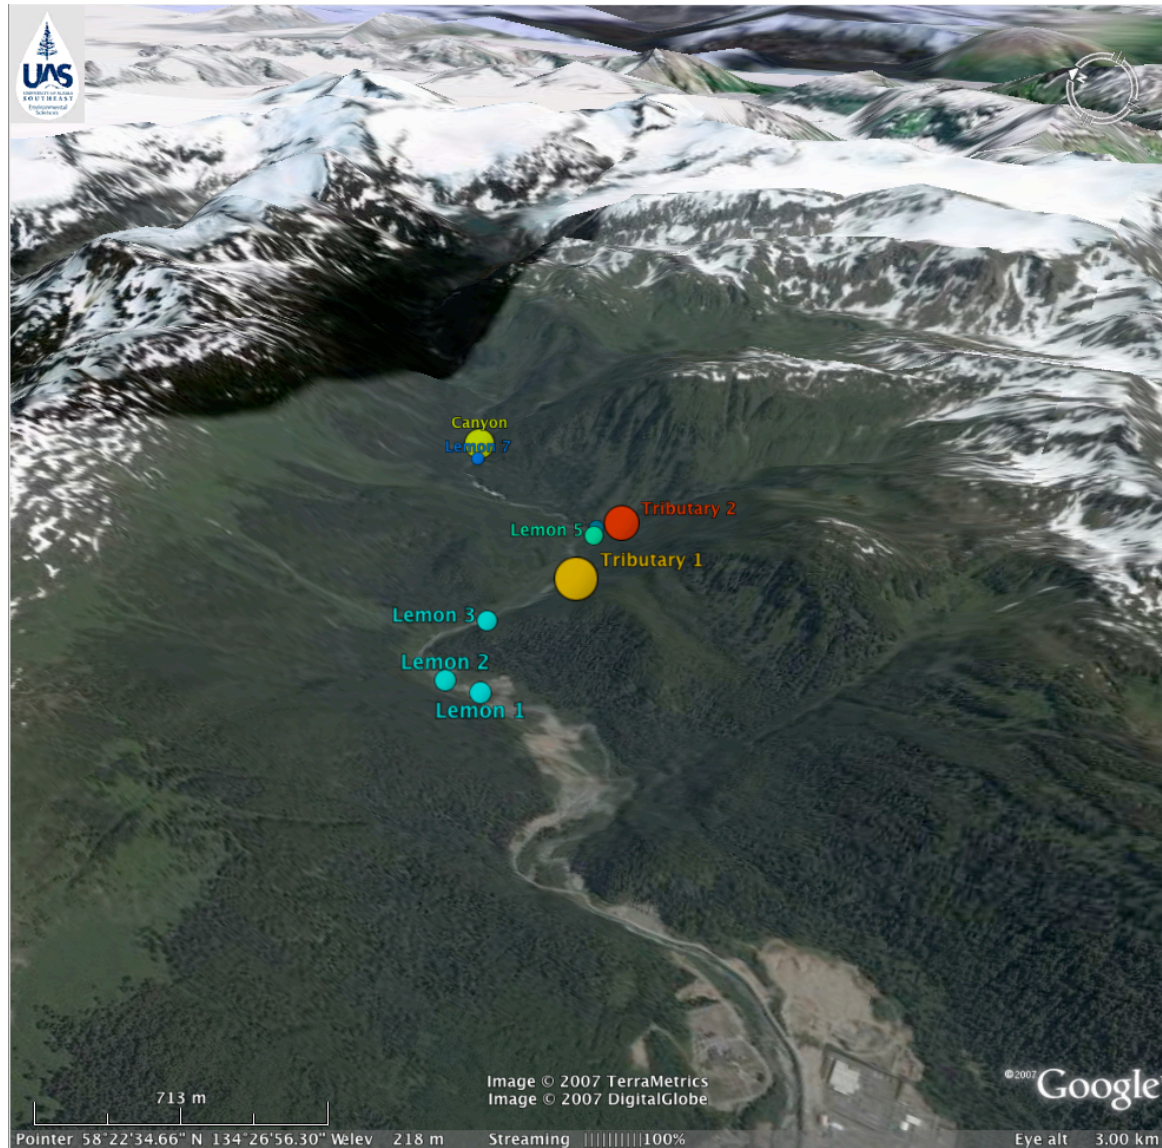 UAS
UNIVERSITY OF ALASKA
SOUTHEAST
Environmental
Sciences
N
Canyon
Lemon 7
Tributary 2
Lemon 5
Tributary 1
Lemon 3
Lemon 2
Lemon 1
713 m
Image © 2007 TerraMetrics
Image © 2007 DigitalGlobe
©2007 Google
Pointer 58°22'34.66" N 134°26'56.30" W elev 218 m Streaming ||||||||| 100% Eye alt 3.00 km